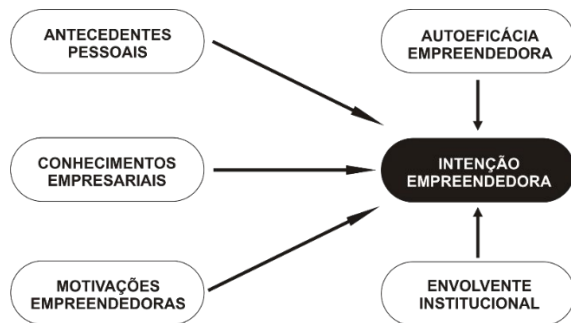 ANTECEDENTES
PESSOAIS
AUTOEFICÁCIA
EMPREENDEDORA
CONHECIMENTOS
EMPRESARIAIS
INTENÇÃO
EMPREENDEDORA
MOTIVAÇÕES
EMPREENDEDORAS
ENVOLVENTE
INSTITUCIONAL